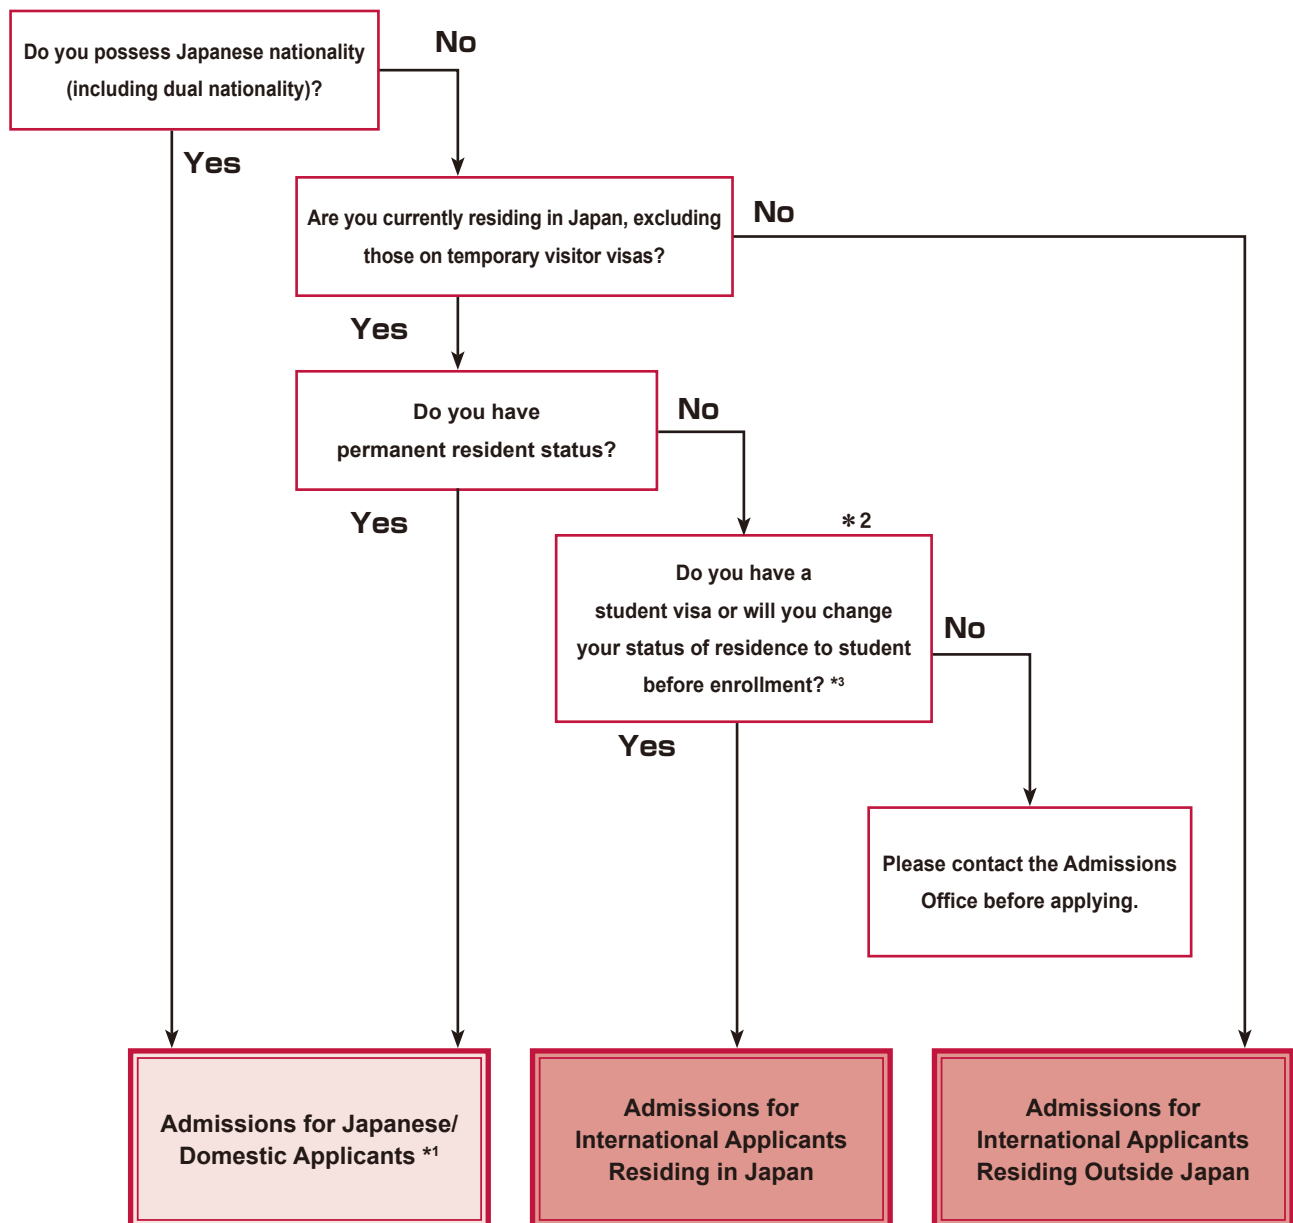 Do you possess Japanese nationality
(including dual nationality)?
No
Yes
Are you currently residing in Japan, excluding
those on temporary visitor visas?
No
Yes
Do you have
permanent resident status?
No
Yes
*2
Do you have a
student visa or will you change
your status of residence to student
before enrollment? *3
No
Yes
Please contact the Admissions
Office before applying.
Admissions for Japanese/
Domestic Applicants *1
Admissions for
International Applicants
Residing in Japan
Admissions for
International Applicants
Residing Outside Japan